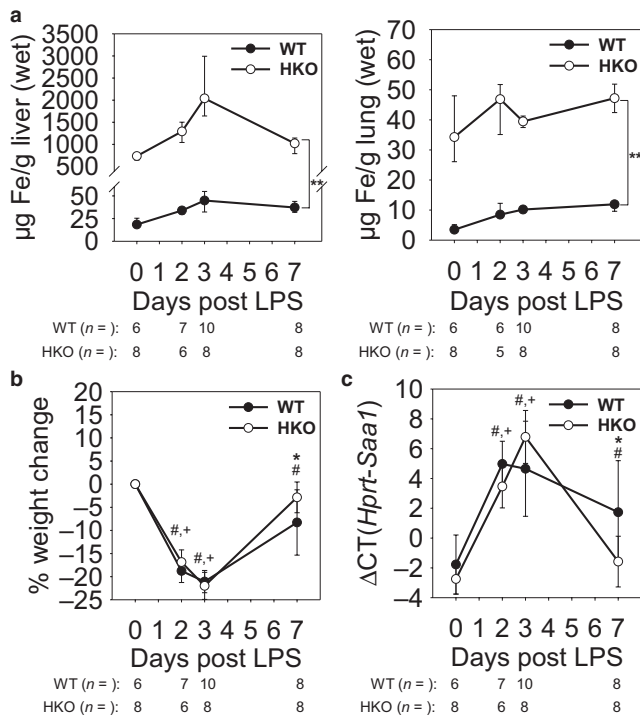 a
µg Fe/g liver (wet)
3500
3000
2500
2000
1500
1000
500
50
25
0
WT
HKO
**
0 1 2 3 4 5 6 7
Days post LPS
WT (n = ): 6 7 10 8
HKO (n = ): 8 6 8 8
µg Fe/g lung (wet)
60
50
40
30
20
10
0
WT
HKO
**
0 1 2 3 4 5 6 7
Days post LPS
WT (n = ): 6 6 10 8
HKO (n = ): 8 5 8 8
b
% weight change
20
15
10
5
0
–5
–10
–15
–20
–25
WT
HKO
#,+
#,+
*
#
0 1 2 3 4 5 6 7
Days post LPS
WT (n = ): 6 7 10 8
HKO (n = ): 8 6 8 8
c
ΔCT(Hprt-Saa1)
10
8
6
4
2
0
–2
–4
WT
HKO
#,+
#,+
*
#
0 1 2 3 4 5 6 7
Days post LPS
WT (n = ): 6 7 10 8
HKO (n = ): 8 6 8 8